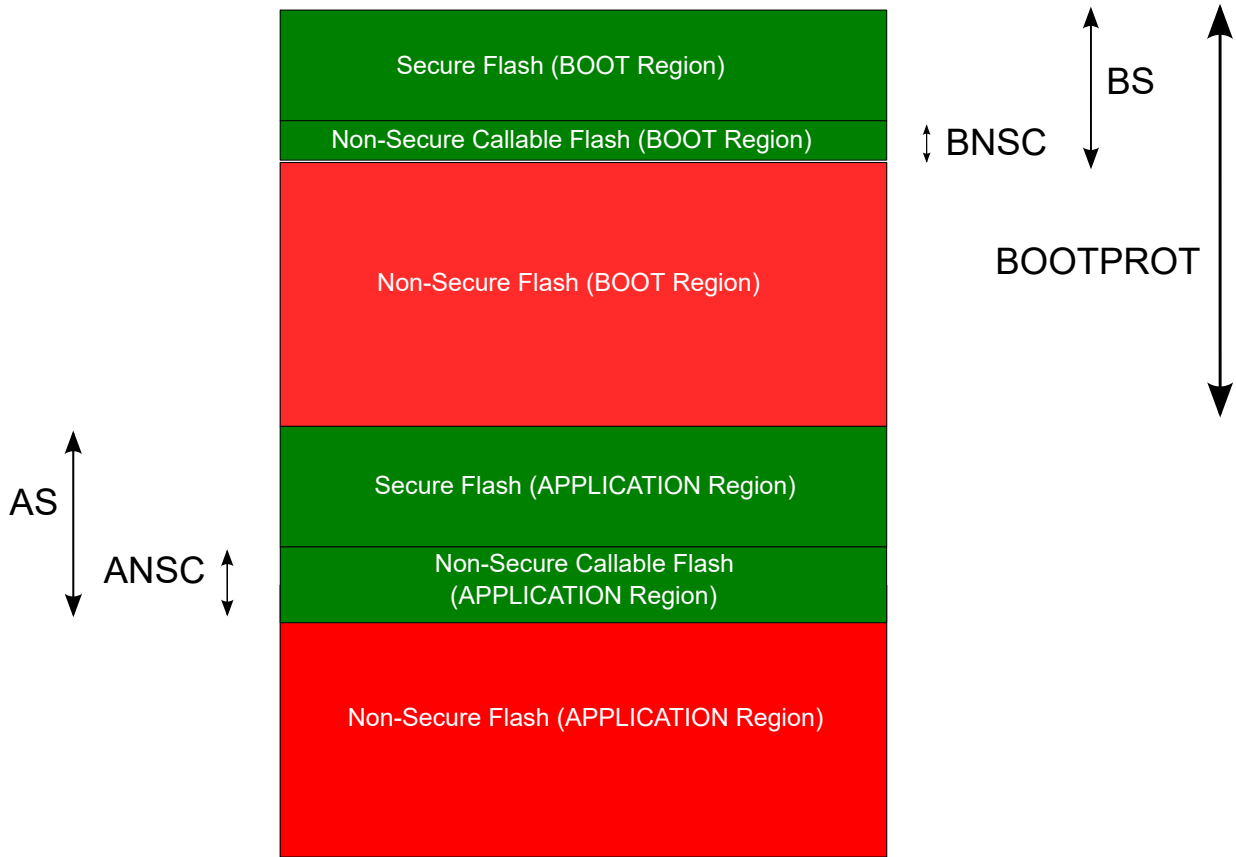 Secure Flash (BOOT Region)
BS
Non-Secure Callable Flash (BOOT Region)
BNSC
BOOTPROT
Non-Secure Flash (BOOT Region)
Secure Flash (APPLICATION Region)
AS
ANSC
Non-Secure Callable Flash
(APPLICATION Region)
Non-Secure Flash (APPLICATION Region)